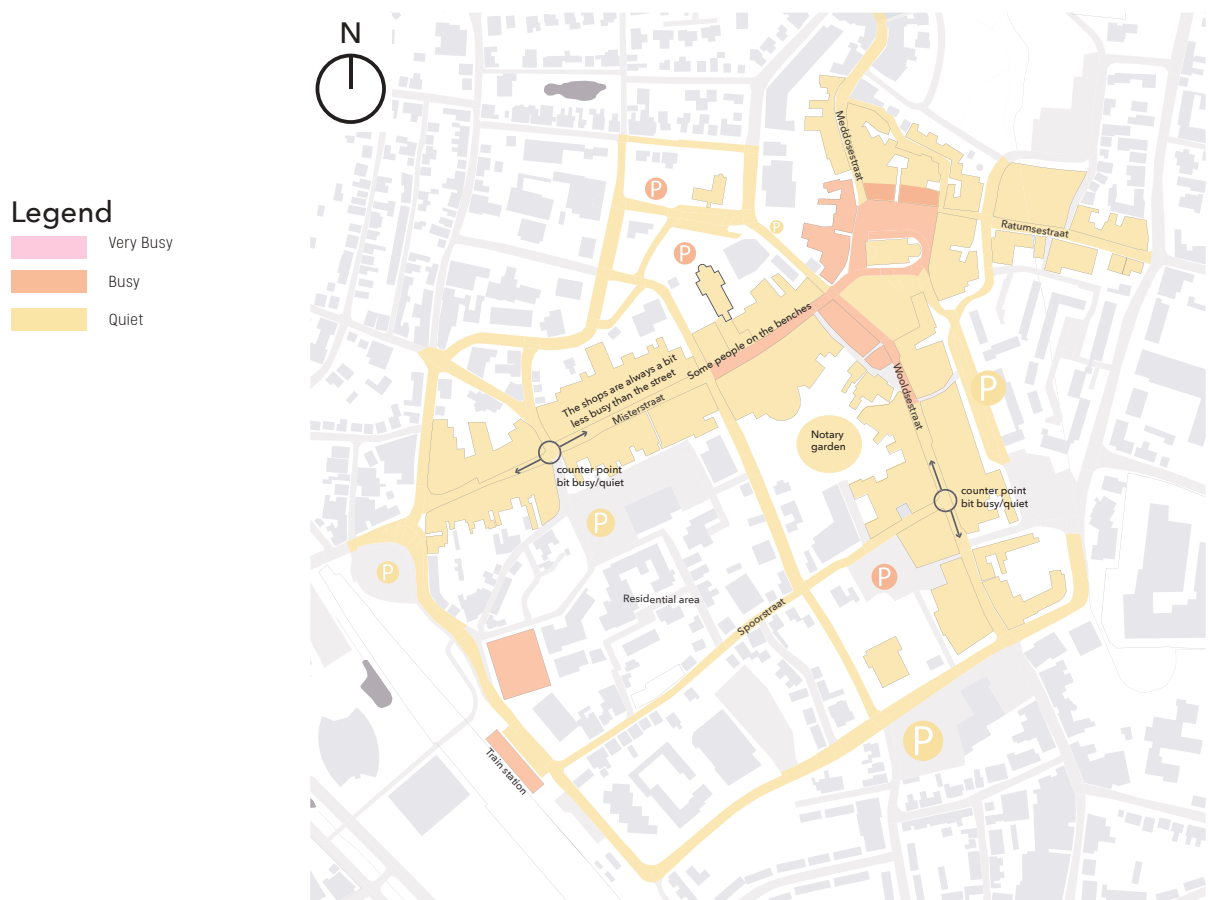 N
Legend
Very Busy
Busy
Quiet
Meddosestraat
P
P
P
Ratumsestraat
Some people on the benches
The shops are always a bit
less busy than the street
Misterstraat
Wooldsestraat
P
Notary
garden
counter point
bit busy/quiet
counter point
bit busy/quiet
P
P
P
Residential area
Spoorstraat
P
Train station